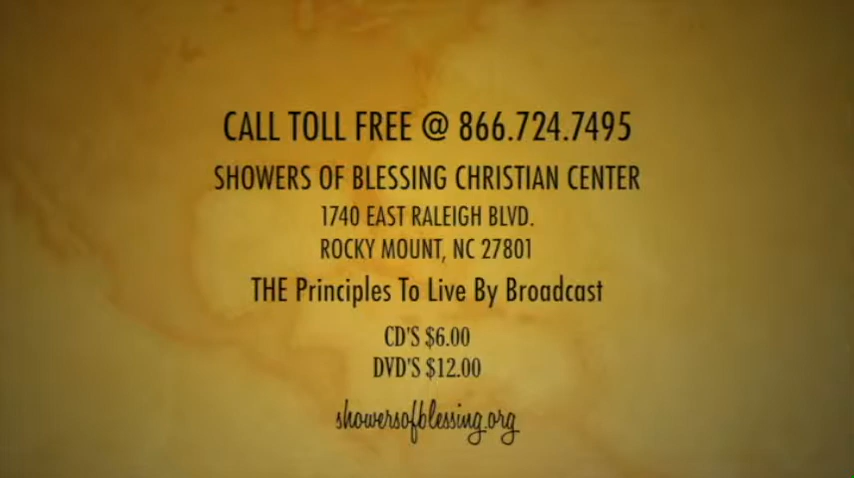 CALL TOLL FREE @ 866.724.7495
SHOWERS OF BLESSING CHRISTIAN CENTER
1740 EAST RALEIGH BLVD.
ROCKY MOUNT, NC 27801
THE Principles To Live By Broadcast
CD'S $6.00
DVD'S $12.00
showersofblessing.org